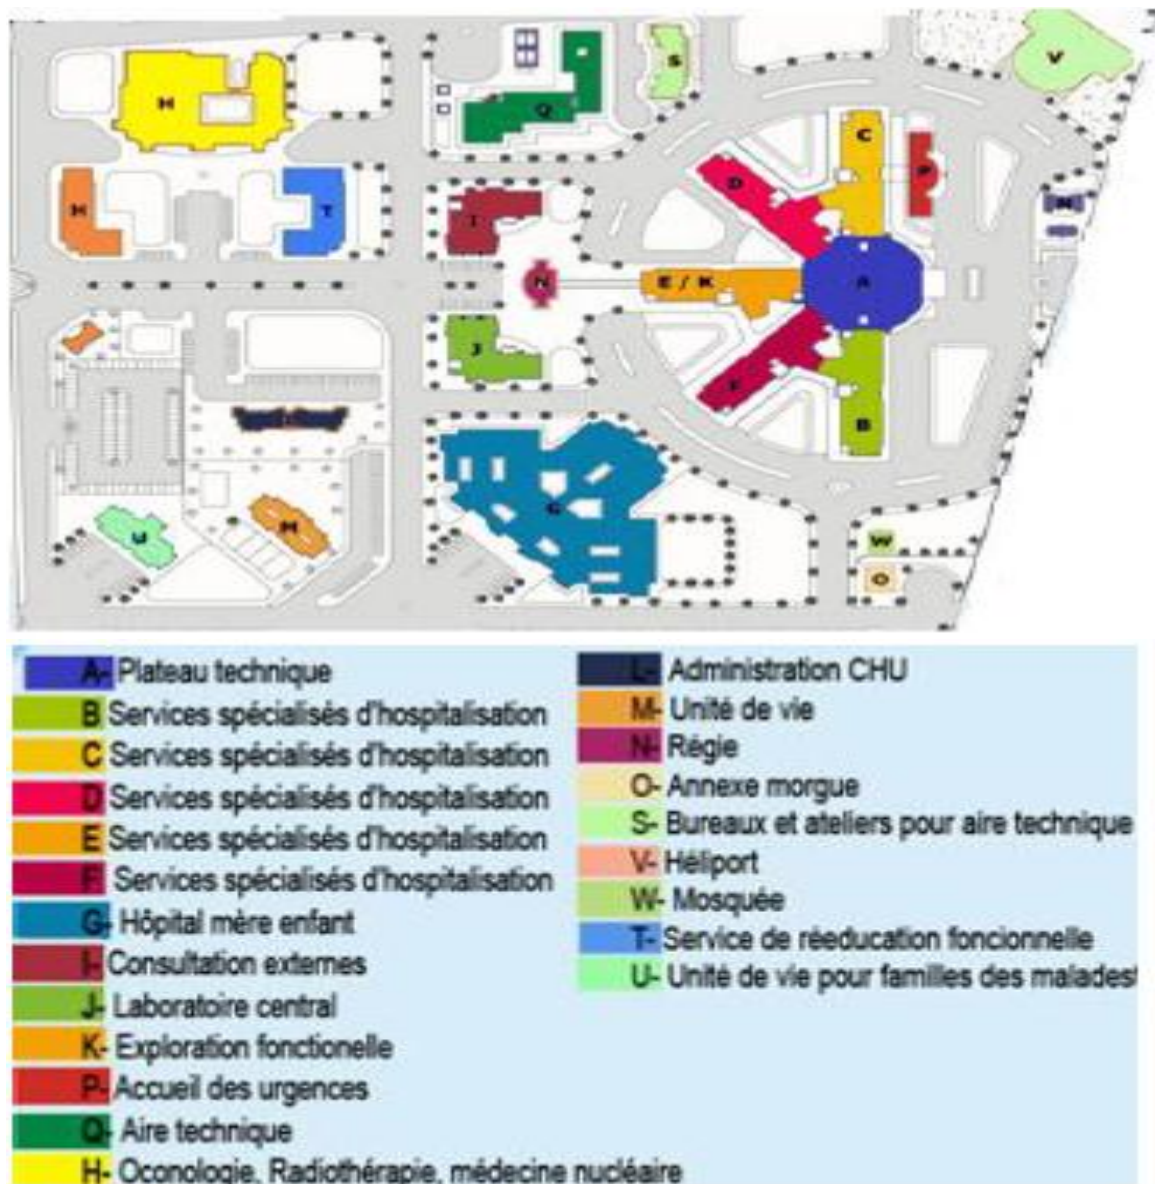 V
S
H
Q
C
D
P
H
T
I
N
N
E / K
A
J
F
B
G
U
M
W
O
A- Plateau technique
B Services spécialisés d'hospitalisation
C Services spécialisés d'hospitalisation
D Services spécialisés d'hospitalisation
E Services spécialisés d'hospitalisation
F Services spécialisés d'hospitalisation
G- Hôpital mère enfant
I- Consultation externes
J- Laboratoire central
K- Exploration fonctionelle
P- Accueil des urgences
Q- Aire technique
H- Oconologie, Radiothérapie, médecine nucléaire
L- Administration CHU
M- Unité de vie
N- Régie
O- Annexe morgue
S- Bureaux et ateliers pour aire technique
V- Héliport
W- Mosquée
T- Service de réeducation foncionnelle
U- Unité de vie pour familles des malades